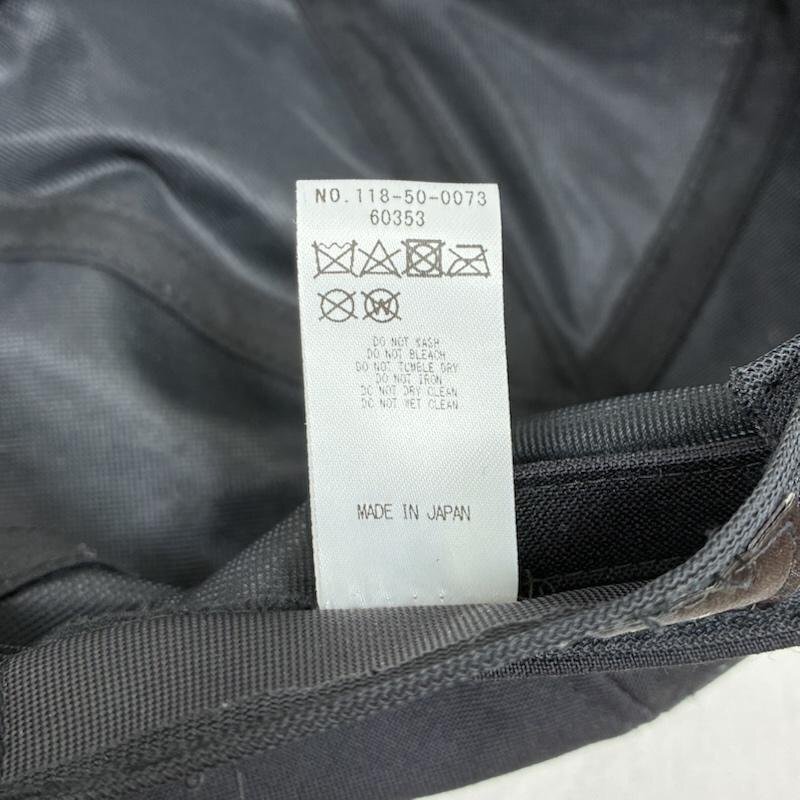 NO.118-50-0073
60353
DO NOT WASH
DO NOT BLEACH
DO NOT TUMBLE DRY
DO NOT IRON
DO NOT DRY CLEAN
DO NOT WET CLEAN
MADE IN JAPAN